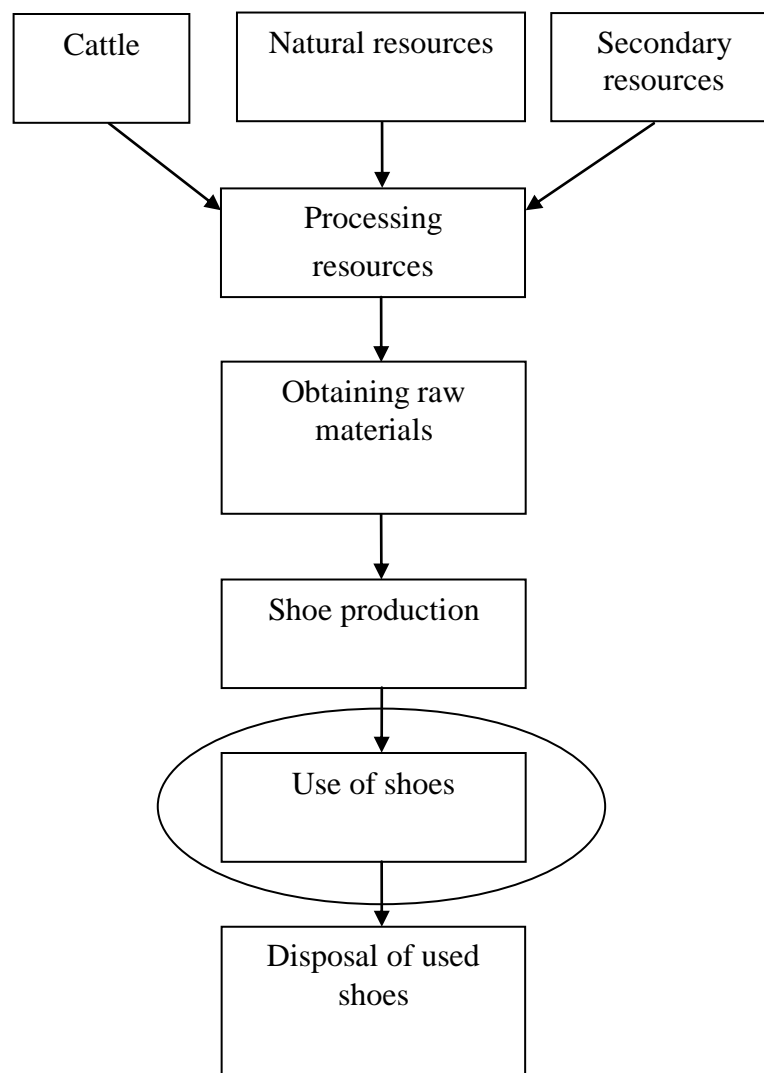 Cattle
Natural resources
Secondary
resources
Processing
resources
Obtaining raw
materials
Shoe production
Use of shoes
Disposal of used
shoes